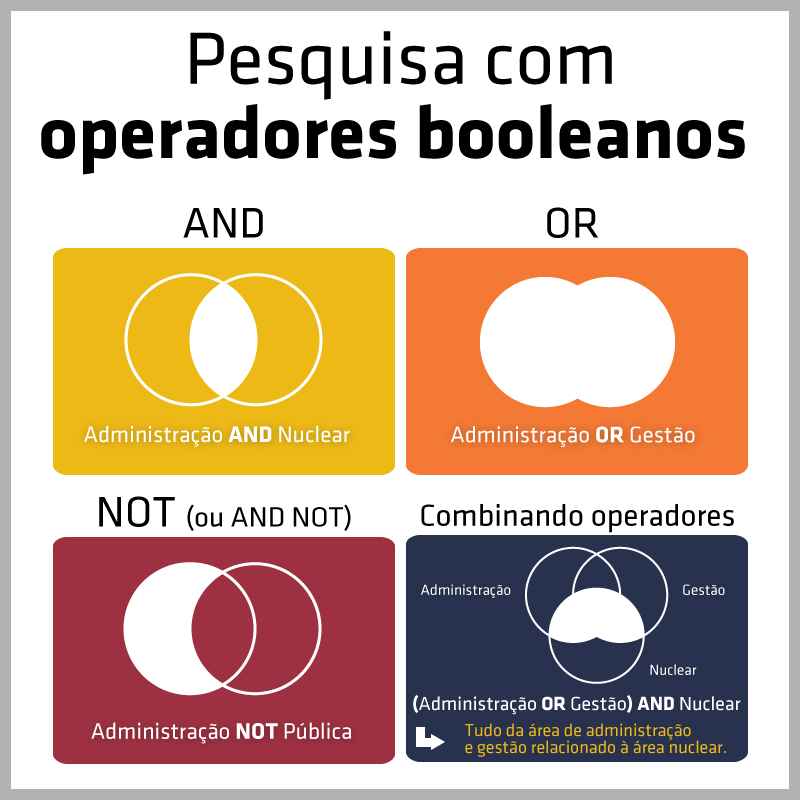 Pesquisa com
operadores booleanos
AND
Administração AND Nuclear
OR
Administração OR Gestão
NOT (ou AND NOT)
Administração NOT Pública
Combinando operadores
Administração
Gestão
Nuclear
(Administração OR Gestão) AND Nuclear
Tudo da área de administração
e gestão relacionado à área nuclear.